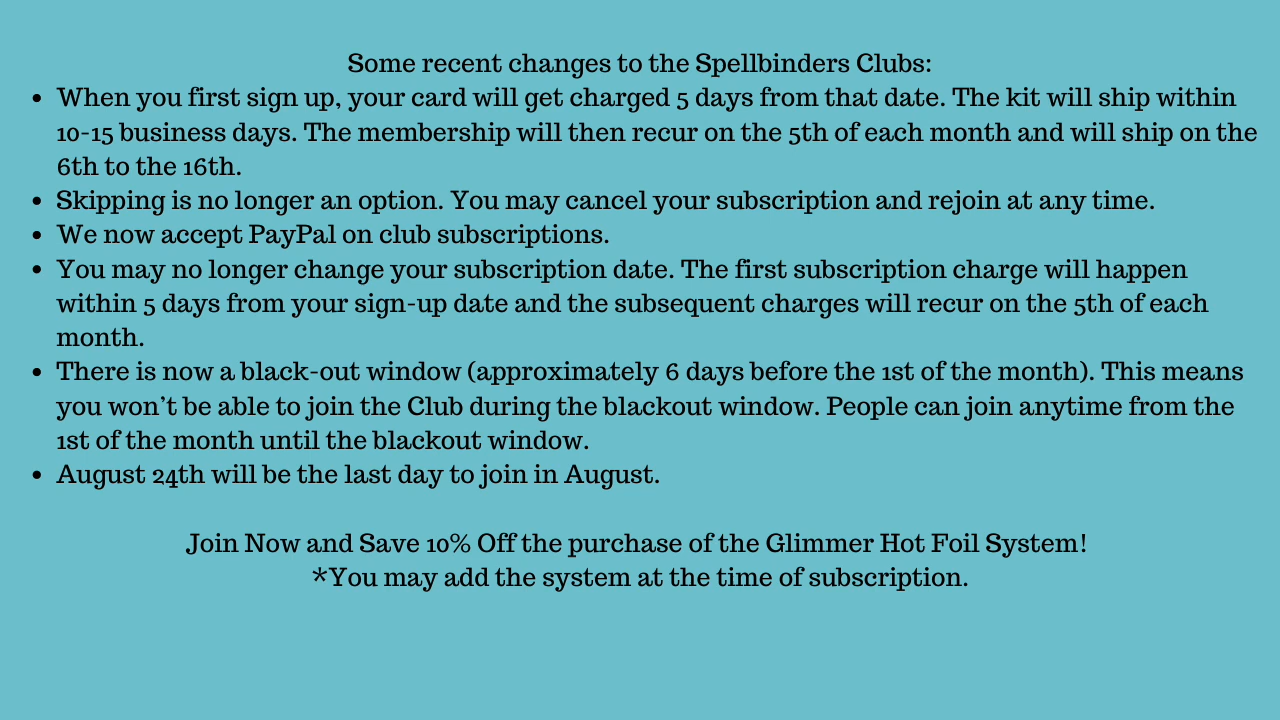 Some recent changes to the Spellbinders Clubs:
• When you first sign up, your card will get charged 5 days from that date. The kit will ship within
10-15 business days. The membership will then recur on the 5th of each month and will ship on the
6th to the 16th.
• Skipping is no longer an option. You may cancel your subscription and rejoin at any time.
• We now accept PayPal on club subscriptions.
• You may no longer change your subscription date. The first subscription charge will happen
within 5 days from your sign-up date and the subsequent charges will recur on the 5th of each
month.
• There is now a black-out window (approximately 6 days before the 1st of the month). This means
you won’t be able to join the Club during the blackout window. People can join anytime from the
1st of the month until the blackout window.
• August 24th will be the last day to join in August.
Join Now and Save 10% Off the purchase of the Glimmer Hot Foil System!
*You may add the system at the time of subscription.